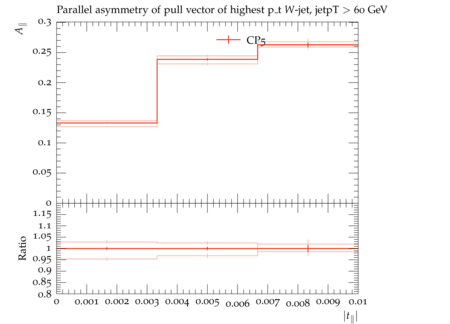 Parallel asymmetry of pull vector of highest p_t W-jet, jetpT > 60 GeV
A∥
0.3
CP5
0.25
0.2
0.15
0.1
0.05
0
Ratio
1.15
1.1
1.05
1
0.95
0.9
0.85
0.8
0 0.001 0.002 0.003 0.004 0.005 0.006 0.007 0.008 0.009 0.01
|t∥|